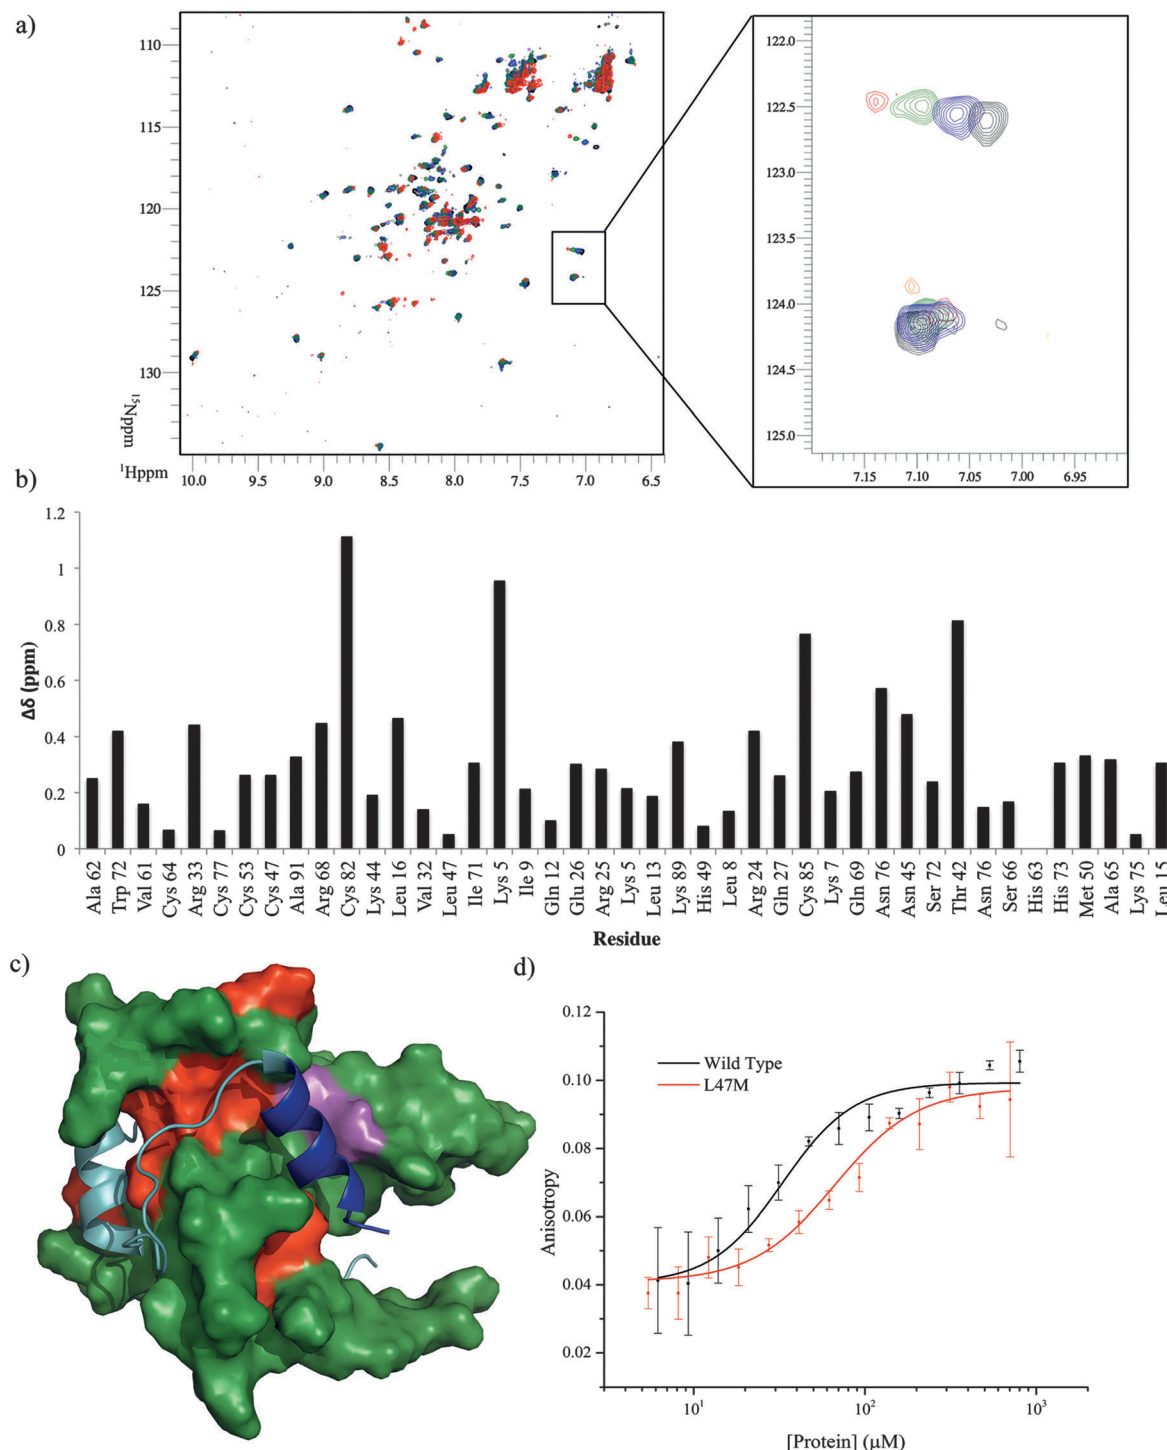 a)
110
115
120
125
130
15Nppm
1Hppm
10.0 9.5 9.0 8.5 8.0 7.5 7.0 6.5
122.0
122.5
123.0
123.5
124.0
124.5
125.0
7.15 7.10 7.05 7.00 6.95
b)
1.2
1
0.8
0.6
0.4
0.2
0
Δδ (ppm)
Ala 62
Trp 72
Val 61
Cys 64
Arg 33
Cys 77
Cys 53
Cys 47
Ala 91
Arg 68
Cys 82
Lys 44
Leu 16
Val 32
Leu 47
Ile 71
Lys 5
Ile 9
Gln 12
Glu 26
Arg 25
Lys 5
Leu 13
Lys 89
His 49
Leu 8
Arg 24
Gln 27
Cys 85
Lys 7
Gln 69
Asn 76
Asn 45
Ser 72
Thr 42
Asn 76
Ser 66
His 63
His 73
Met 50
Ala 65
Lys 75
Leu 15
Residue
c)
d)
0.12
0.10
0.08
0.06
0.04
0.02
Anisotropy
Wild Type
L47M
10¹ 10² 10³
[Protein] (µM)